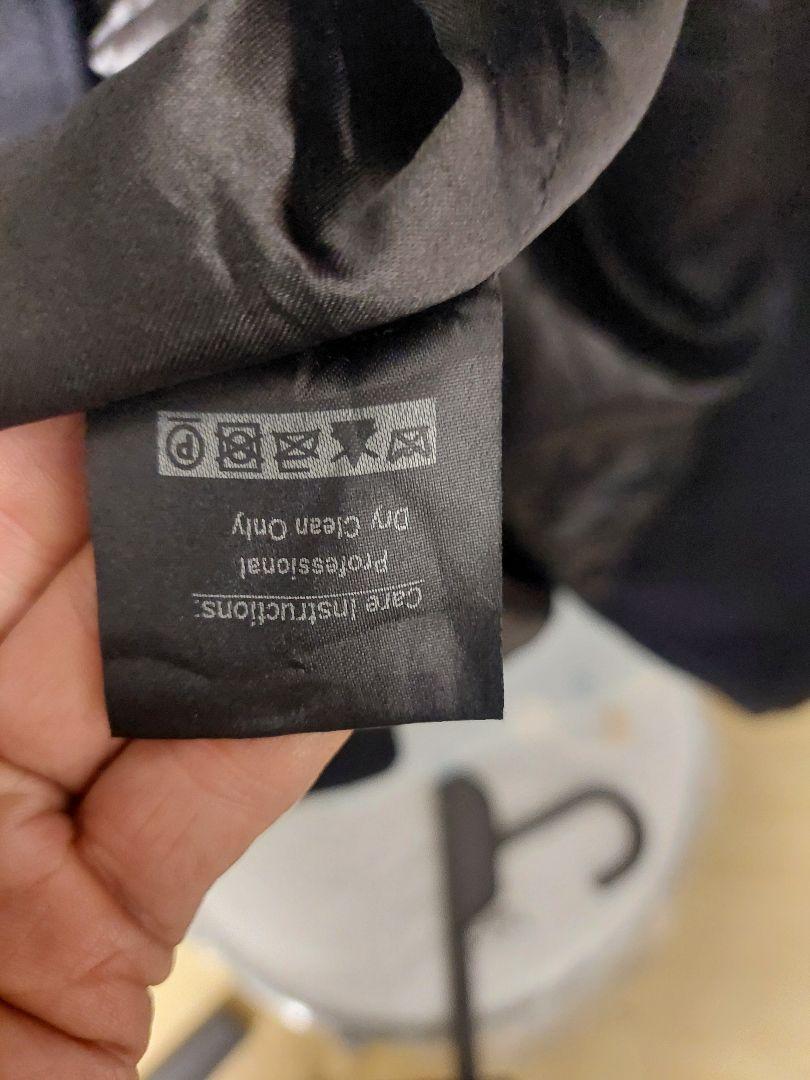 Care Instructions:
Professional
Dry Clean Only
P